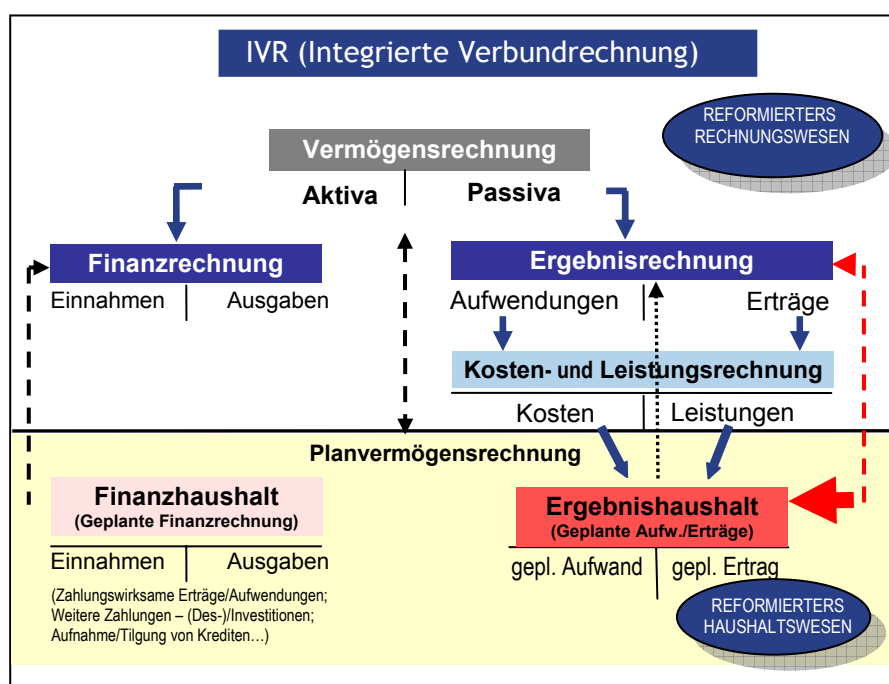 IVR (Integrierte Verbundrechnung)
REFORMIERTERS
RECHNUNGSWESEN
Vermögensrechnung
Aktiva
Passiva
Finanzrechnung
Ergebnisrechnung
Einnahmen
Ausgaben
Aufwendungen
Erträge
Kosten- und Leistungsrechnung
Kosten
Leistungen
Planvermögensrechnung
Finanzhaushalt
(Geplante Finanzrechnung)
Ergebnishaushalt
(Geplante Aufw./Erträge)
Einnahmen
Ausgaben
gepl. Aufwand
gepl. Ertrag
(Zahlungswirksame Erträge/Aufwendungen;
Weitere Zahlungen – (Des-)/Investitionen;
Aufnahme/Tilgung von Krediten…)
REFORMIERTERS
HAUSHALTSWESEN